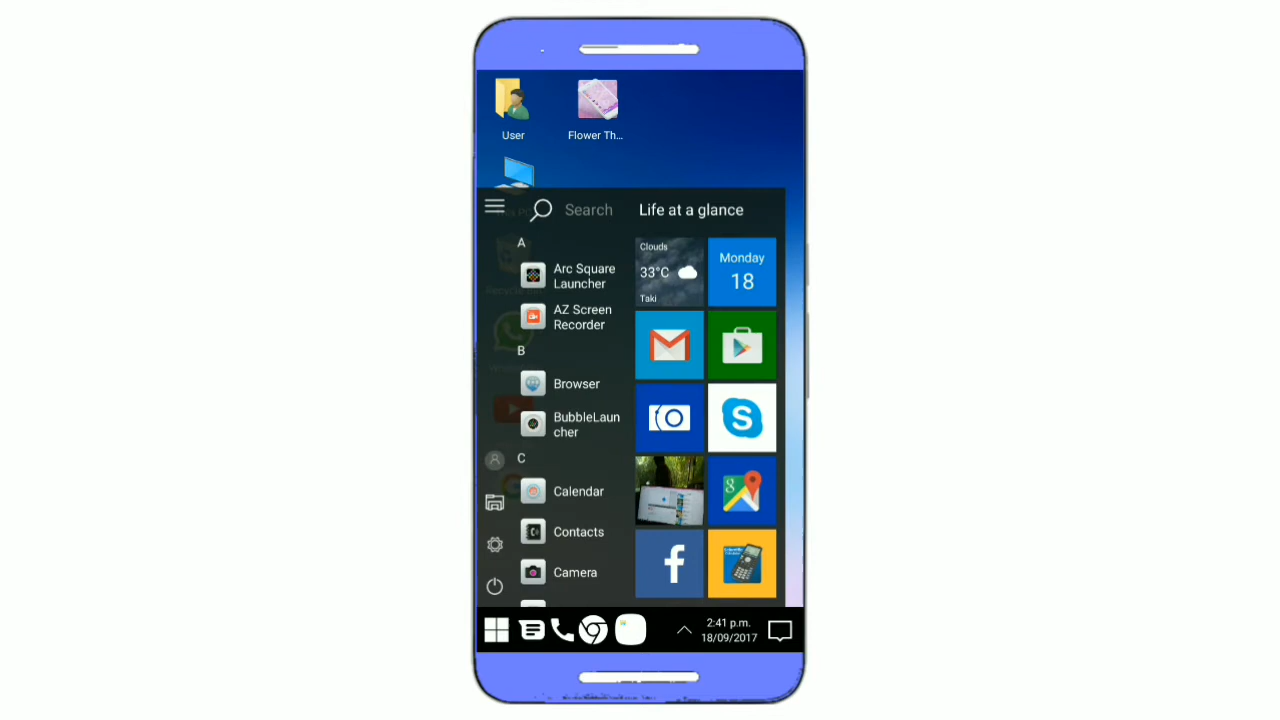 User
Flower Th...
Search
Life at a glance
A
Arc Square
Launcher
AZ Screen
Recorder
B
Browser
BubbleLaun
cher
C
Calendar
Contacts
Camera
Clouds
33°C
Taki
Monday
18
2:41 p.m.
18/09/2017